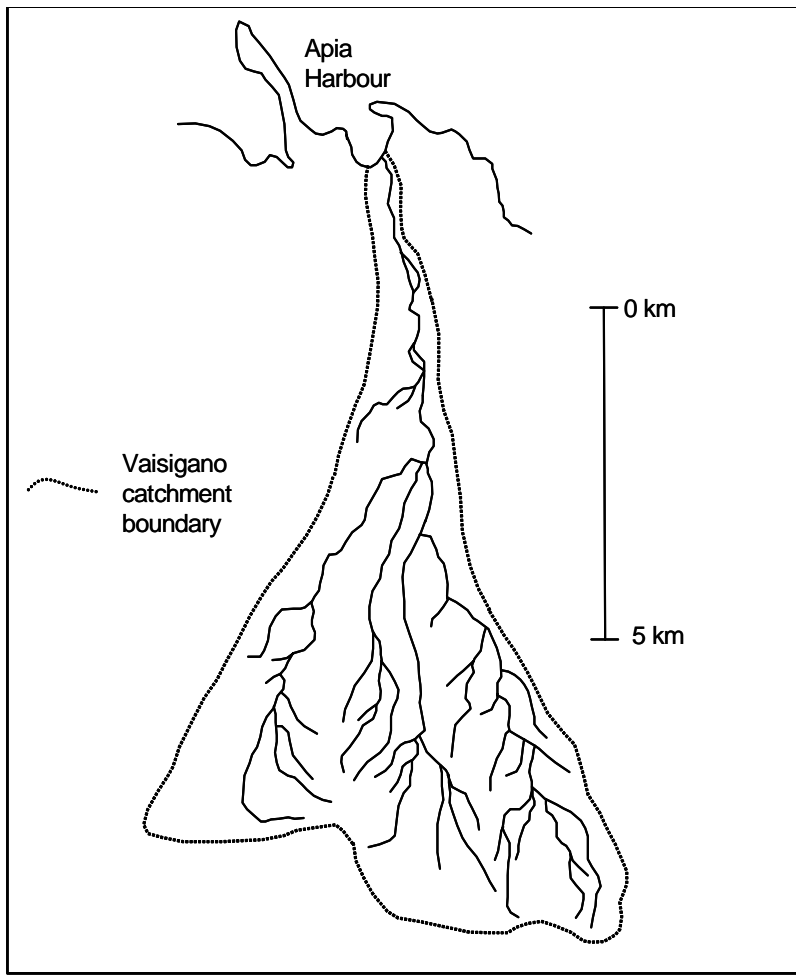 Apia
Harbour
0 km
Vaisigano
catchment
boundary
5 km